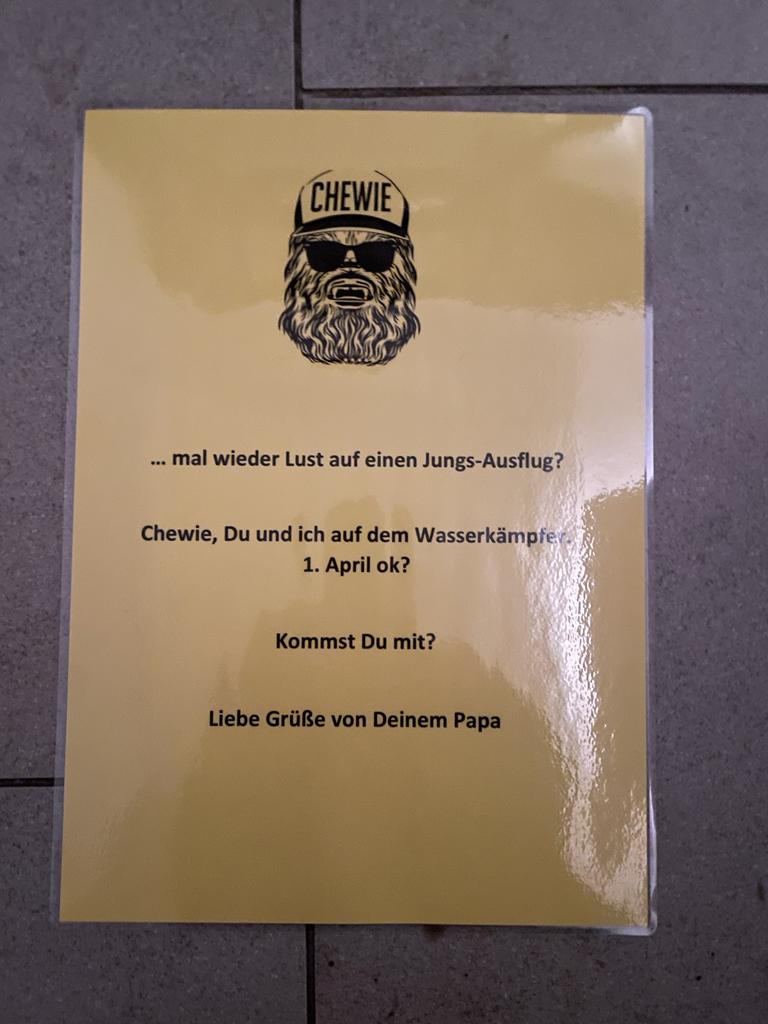 CHEWIE
... mal wieder Lust auf einen Jungs-Ausflug?
Chewie, Du und ich auf dem Wasserkämpfer.
1. April ok?
Kommst Du mit?
Liebe Grüße von Deinem Papa